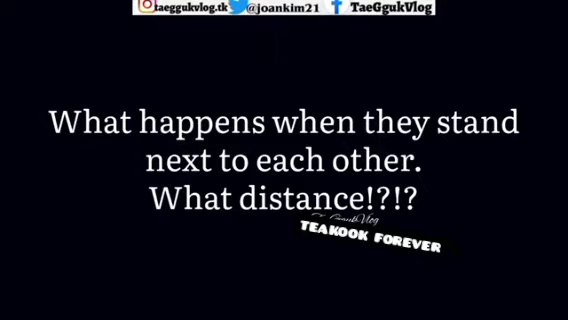 taeggukvlog.tk @joankim21 TaeGgukVlog
What happens when they stand
next to each other.
What distance!?!?
TEAKOOK FOREVER